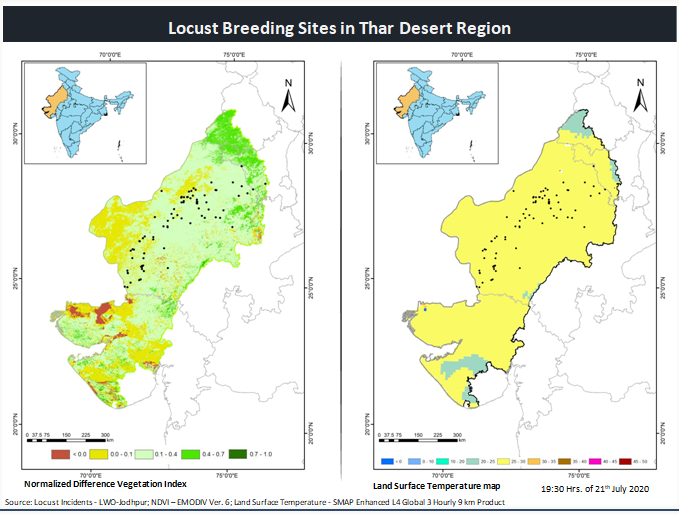 Locust Breeding Sites in Thar Desert Region
70°0'0"E
75°0'0"E
70°0'0"E
75°0'0"E
N
N
30°0'0"N
30°0'0"N
30°0'0"N
30°0'0"N
25°0'0"N
25°0'0"N
25°0'0"N
25°0'0"N
20°0'0"N
20°0'0"N
20°0'0"N
20°0'0"N
0 37.5 75 150 225 300
km
0 37.5 75 150 225 300
km
< 0.0 0.0 - 0.1 0.1 - 0.4 0.4 - 0.7 0.7 - 1.0
< 0 0 - 10 10 - 15 15 - 20 20 - 25 25 - 30 30 - 35 35 - 40 40 - 45 45 - 50
70°0'0"E
75°0'0"E
70°0'0"E
75°0'0"E
Normalized Difference Vegetation Index
Land Surface Temperature map
19:30 Hrs. of 21th July 2020
Source: Locust Incidents - LWO-Jodhpur; NDVI – EMODIV Ver. 6; Land Surface Temperature - SMAP Enhanced L4 Global 3 Hourly 9 km Product